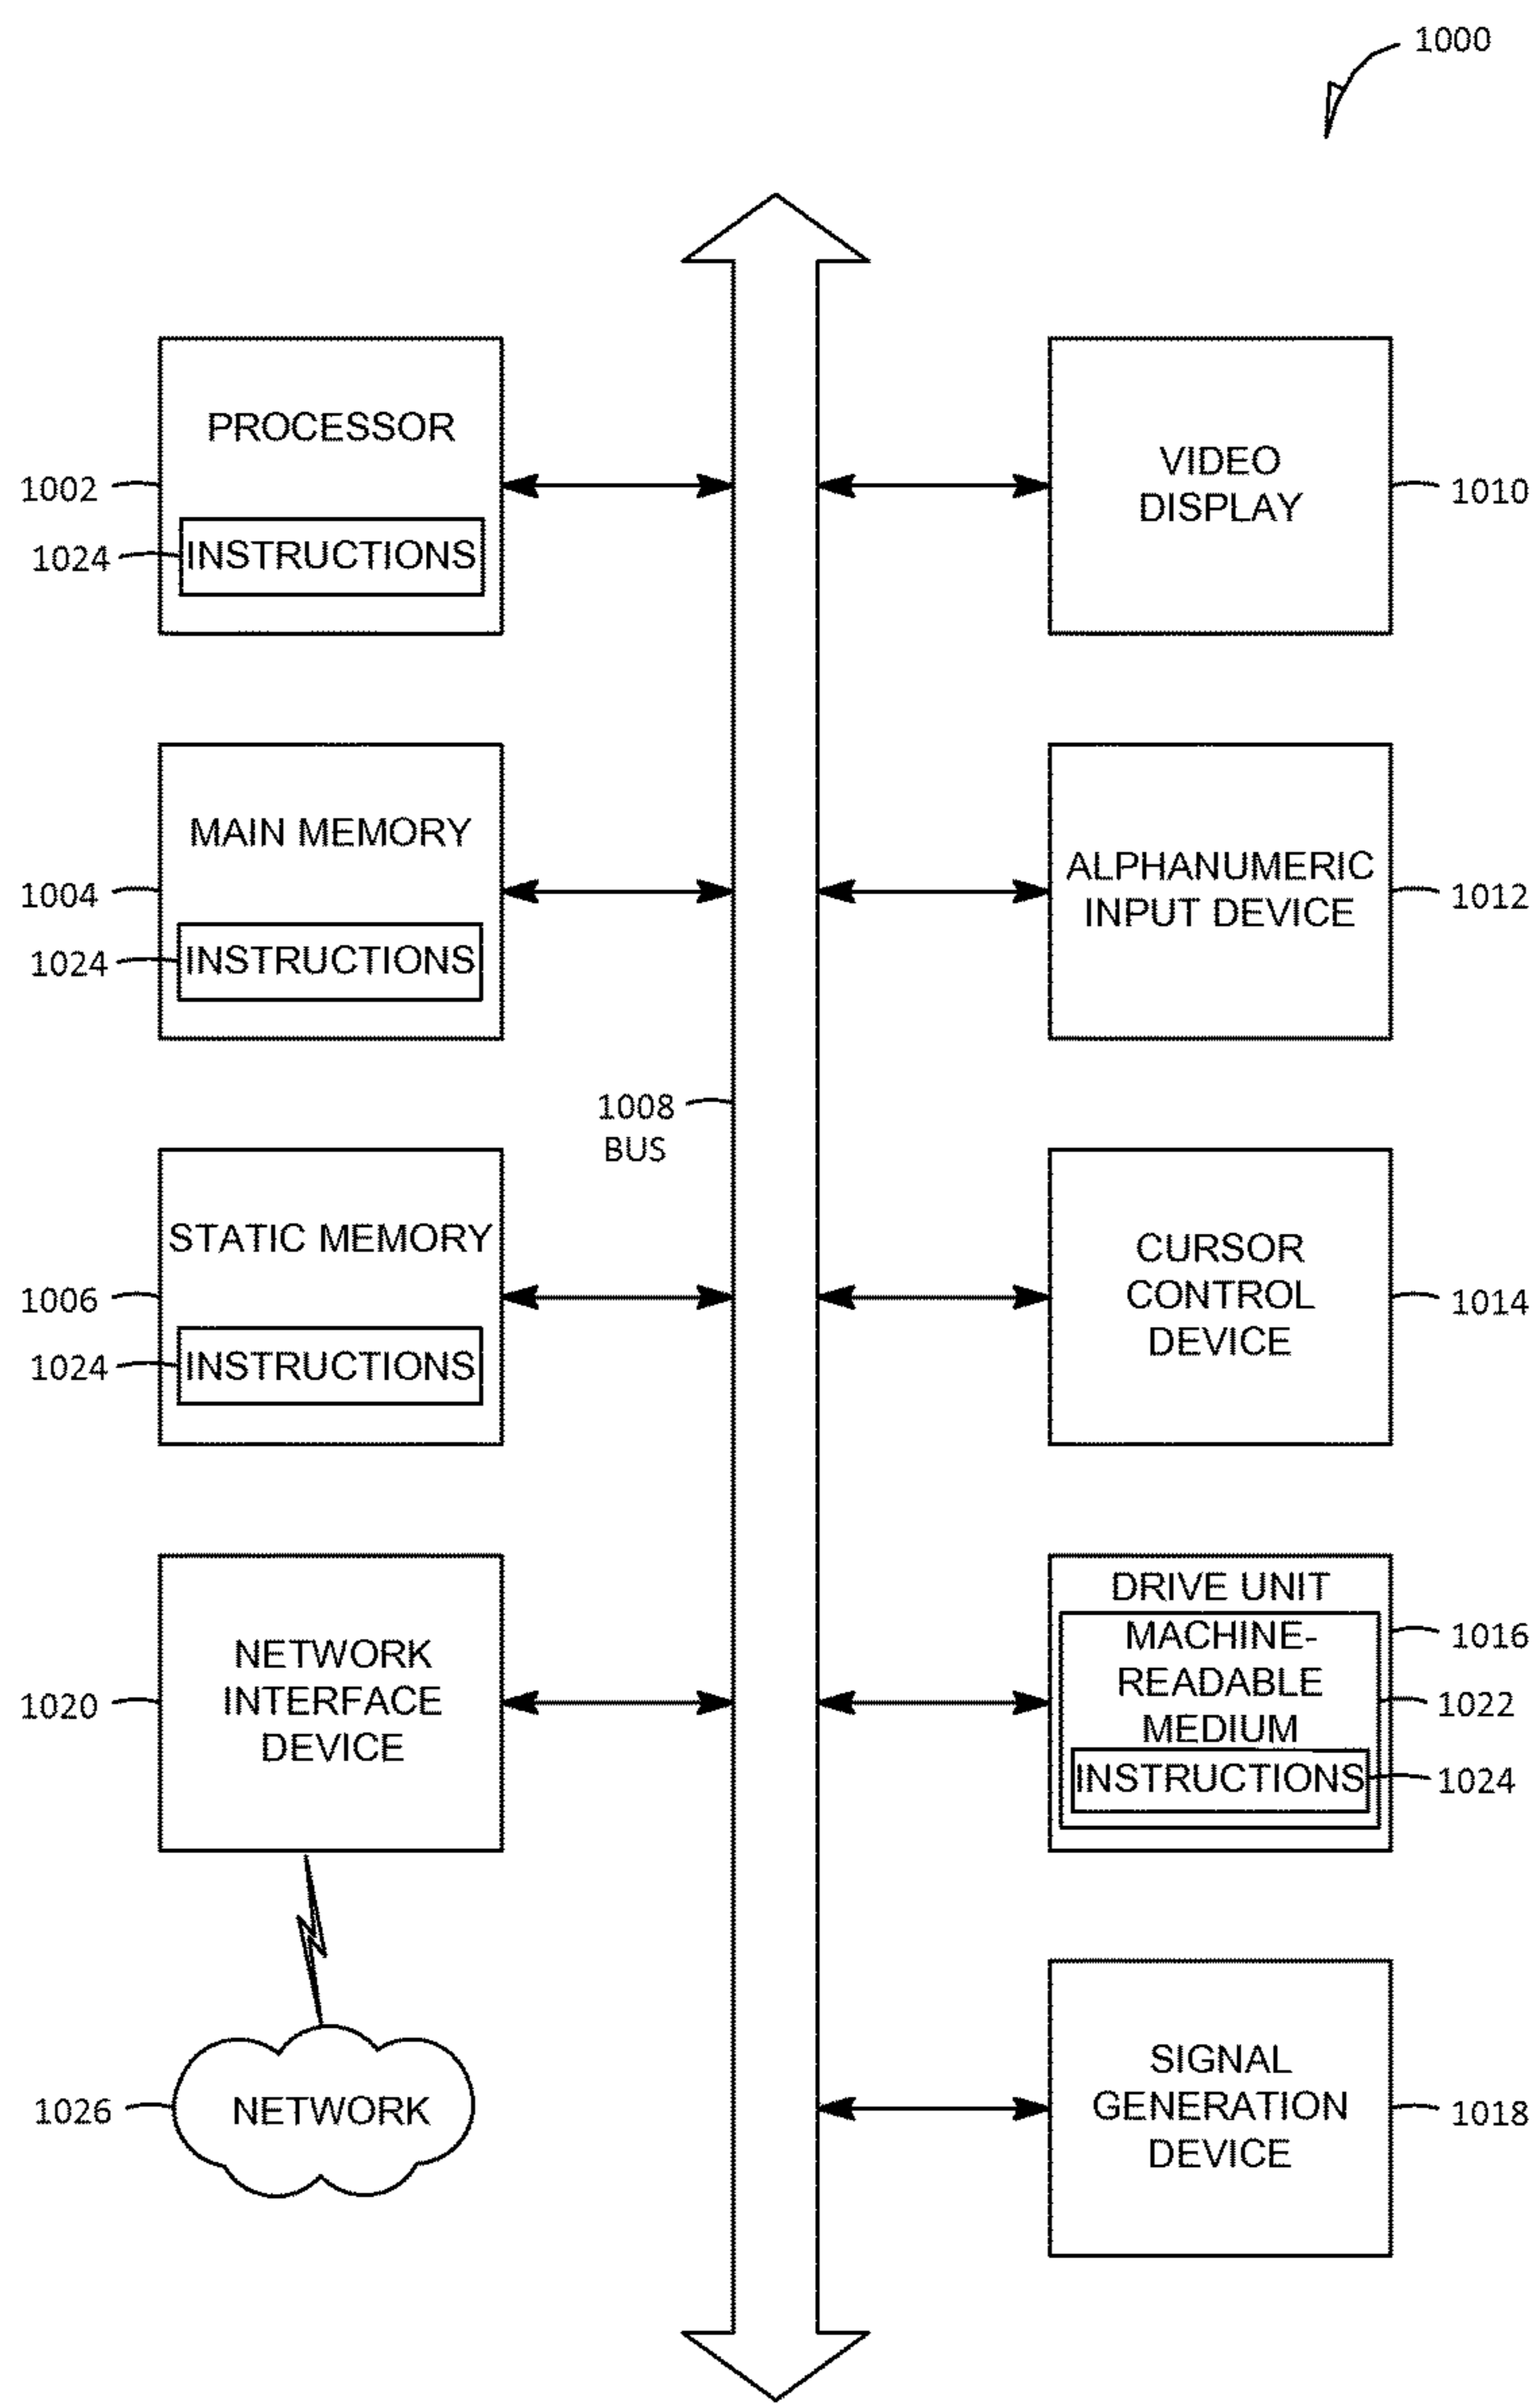 1000
PROCESSOR
1002
1024
INSTRUCTIONS
VIDEO
DISPLAY
1010
MAIN MEMORY
1004
1024
INSTRUCTIONS
ALPHANUMERIC
INPUT DEVICE
1012
1008
BUS
STATIC MEMORY
1006
1024
INSTRUCTIONS
CURSOR
CONTROL
DEVICE
1014
NETWORK
INTERFACE
DEVICE
1020
DRIVE UNIT
1016
MACHINE-
READABLE
MEDIUM
1022
INSTRUCTIONS
1024
1026
NETWORK
SIGNAL
GENERATION
DEVICE
1018